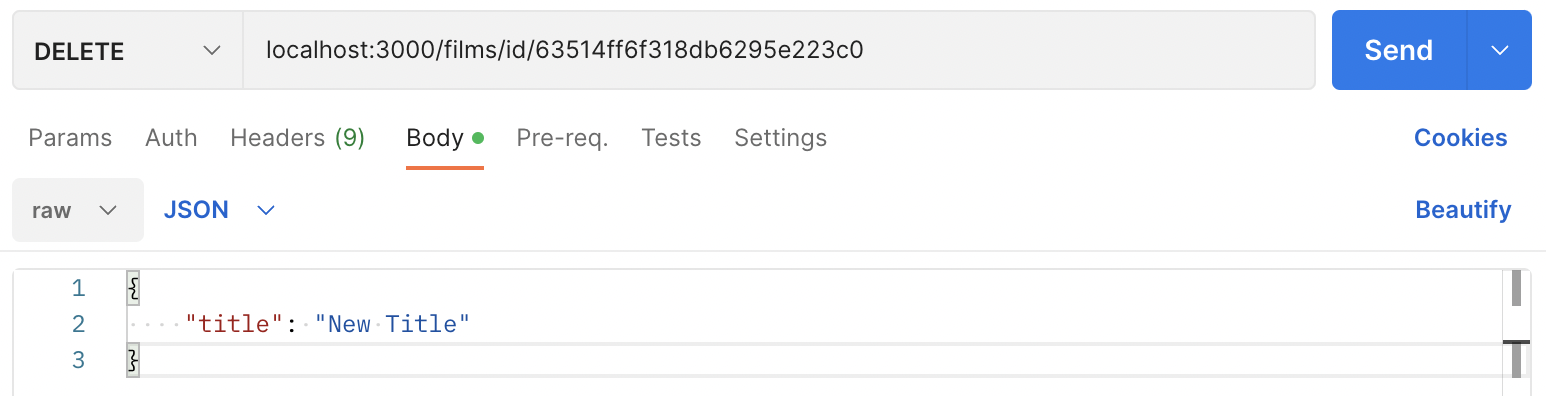 DELETE localhost:3000/films/id/63514ff6f318db6295e223c0 Send
Params Auth Headers (9) Body Pre-req. Tests Settings Cookies
raw JSON Beautify
1 {
2 "title": "New Title"
3 }